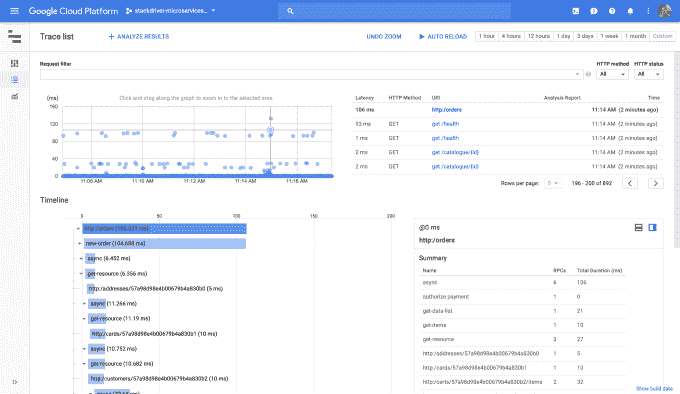 Google Cloud Platform
stackdriver-microservices...
Trace list
ANALYZE RESULTS
UNDO ZOOM
AUTO RELOAD
1 hour
4 hours
12 hours
1 day
3 days
1 week
1 month
Custom
Request filter
HTTP method
HTTP status
All
All
(ms)
Click and drag along the graph to zoom in to the selected area.
160
120
80
40
0
11:08 AM
11:10 AM
11:12 AM
11:14 AM
11:16 AM
Latency HTTP Method URI Analysis Report Time
106 ms http:/orders 11:14 AM (2 minutes ago)
93 ms GET get /health 11:14 AM (2 minutes ago)
1 ms GET get /health 11:14 AM (2 minutes ago)
2 ms GET get /catalogue/{id} 11:14 AM (2 minutes ago)
2 ms GET get /catalogue/{id} 11:14 AM (2 minutes ago)
Rows per page: 5 196 - 200 of 892
Timeline
0 50 100 150 200
http:/orders
new-order (104.688 ms)
async (6.452 ms)
get-resource (6.356 ms)
http:/addresses/57a98d98e4b00679b4a830b0 (5 ms)
async (11.266 ms)
get-resource (11.19 ms)
http:/cards/57a98d98e4b00679b4a830b1 (10 ms)
async (10.752 ms)
get-resource (10.682 ms)
http:/customers/57a98d98e4b00679b4a830b2 (10 ms)
@0 ms
http:/orders
Summary
Name RPCs Total Duration (ms)
async 6 106
authorize payment 1 0
get-data-list 1 21
get-items 1 10
get-resource 3 27
http:/addresses/57a98d98e4b00679b4a830b0 1 5
http:/cards/57a98d98e4b00679b4a830b1 1 10
http:/carts/57a98d98e4b00679b4a830b2/items 2 32
Show build data